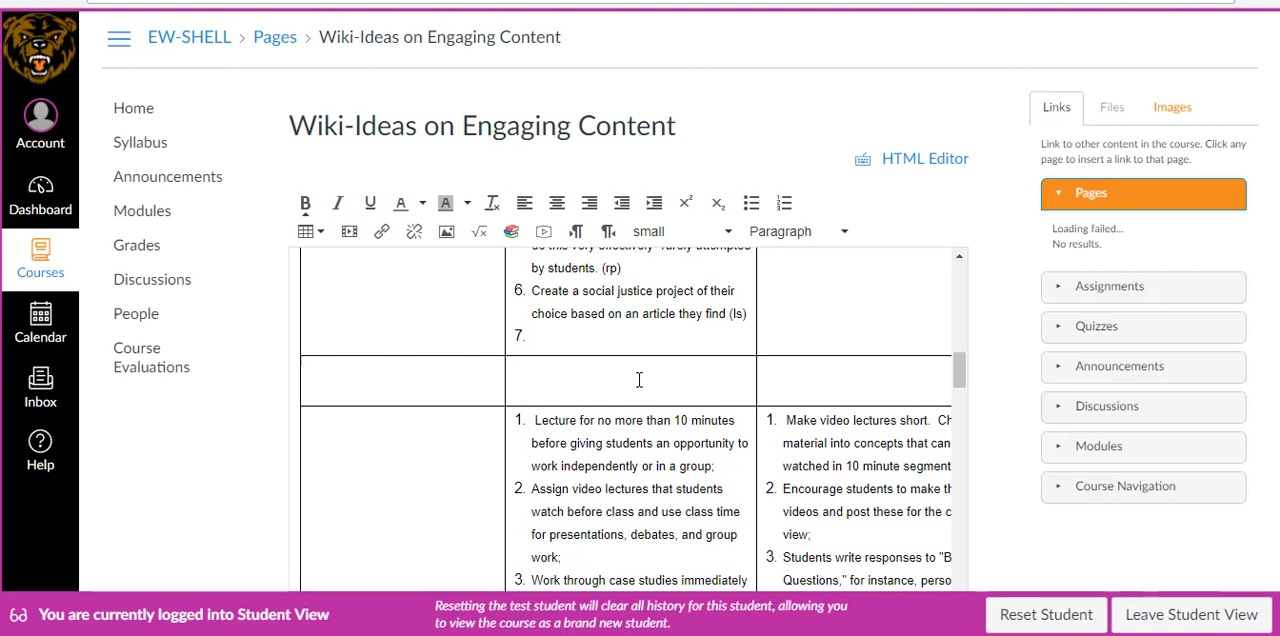 EW-SHELL > Pages > Wiki-Ideas on Engaging Content
Account
Dashboard
Courses
Calendar
Inbox
Help
Home
Syllabus
Announcements
Modules
Grades
Discussions
People
Course
Evaluations
Wiki-Ideas on Engaging Content
HTML Editor
B I U A A Tx x² x₂
√x small Paragraph
by students. (rp)
6. Create a social justice project of their
choice based on an article they find (ls)
7.
1. Lecture for no more than 10 minutes
before giving students an opportunity to
work independently or in a group;
2. Assign video lectures that students
watch before class and use class time
for presentations, debates, and group
work;
3. Work through case studies immediately
1. Make video lectures short. Ch
material into concepts that can
watched in 10 minute segment
2. Encourage students to make th
videos and post these for the c
view;
3. Students write responses to "B
Questions," for instance, perso
Links Files Images
Link to other content in the course. Click any
page to insert a link to that page.
Pages
Loading failed...
No results.
Assignments
Quizzes
Announcements
Discussions
Modules
Course Navigation
You are currently logged into Student View
Resetting the test student will clear all history for this student, allowing you
to view the course as a brand new student.
Reset Student
Leave Student View